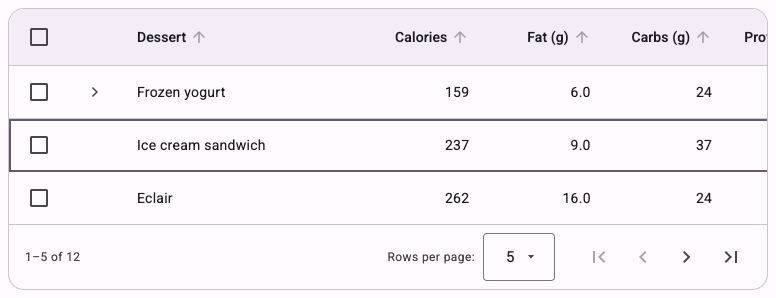 Dessert Calories Fat (g) Carbs (g)
Frozen yogurt 159 6.0 24
Ice cream sandwich 237 9.0 37
Eclair 262 16.0 24
1–5 of 12 Rows per page: 5